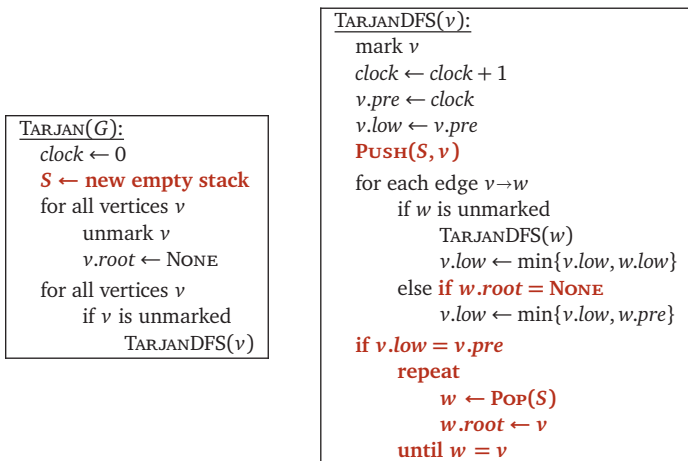 TARJAN(G):
clock ← 0
S ← new empty stack
for all vertices v
unmark v
v.root ← NONE
for all vertices v
if v is unmarked
TARJANDFS(v)
TARJANDFS(v):
mark v
clock ← clock + 1
v.pre ← clock
v.low ← v.pre
PUSH(S, v)
for each edge v→w
if w is unmarked
TARJANDFS(w)
v.low ← min{v.low, w.low}
else if w.root = NONE
v.low ← min{v.low, w.pre}
if v.low = v.pre
repeat
w ← POP(S)
w.root ← v
until w = v